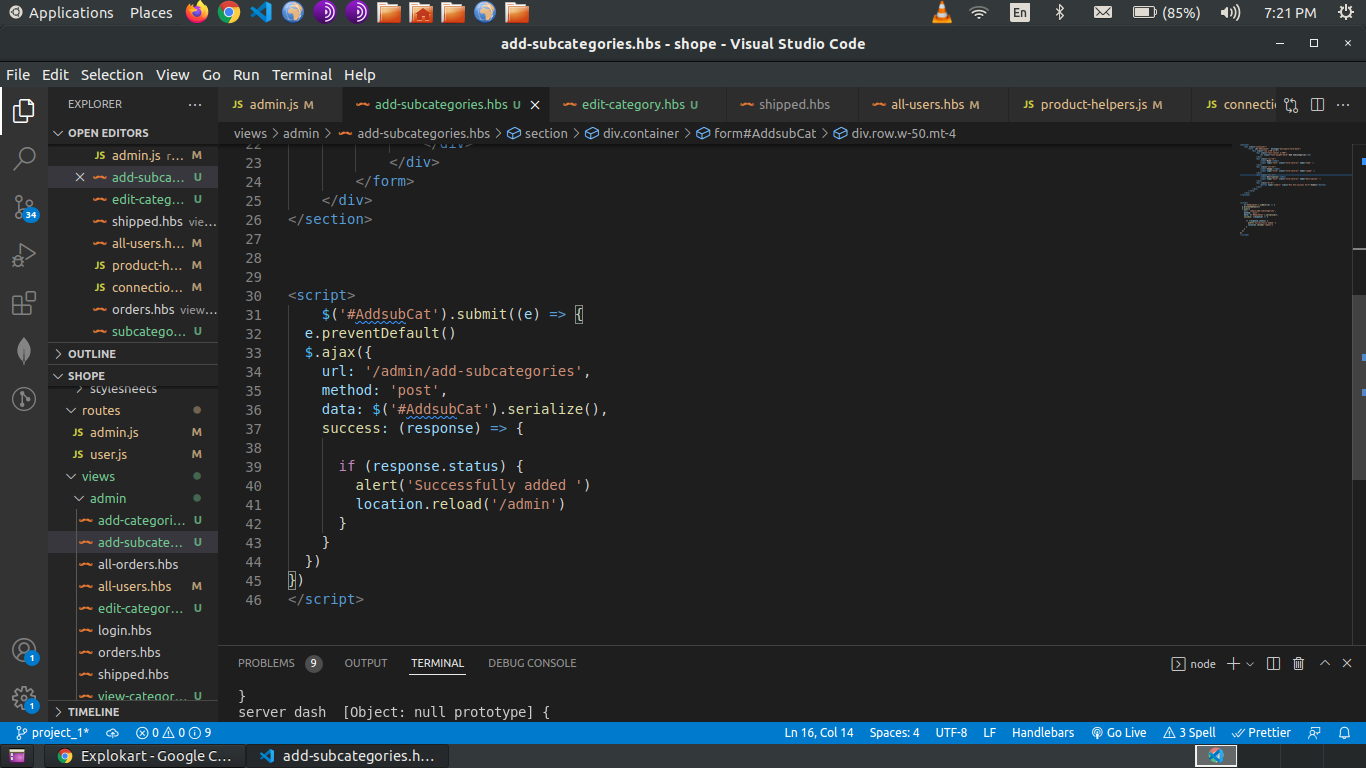 Applications Places En (85%) 7:21 PM
add-subcategories.hbs - shope - Visual Studio Code
File Edit Selection View Go Run Terminal Help
EXPLORER ···
JS admin.js M add-subcategories.hbs U edit-category.hbs U shipped.hbs all-users.hbs M JS product-helpers.js M JS connectio ···
OPEN EDITORS
views > admin > add-subcategories.hbs > section > div.container > form#AddsubCat > div.row.w-50.mt-4
JS admin.js r... M
add-subca... U
edit-categ... U
shipped.hbs vie...
all-users.h... M
JS product-h... M
JS connectio... M
orders.hbs view...
subcatego... U
OUTLINE
SHOPE
stylesheets
routes
JS admin.js M
JS user.js M
views
admin
add-categori... U
add-subcate... U
all-orders.hbs
all-users.hbs M
edit-categor... U
login.hbs
orders.hbs
shipped.hbs
view-categor... U
TIMELINE
34
1
1
22 </div>
23 </div>
24 </form>
25 </div>
26 </section>
27
28
29
30 <script>
31 $('#AddsubCat').submit((e) => {
32 e.preventDefault()
33 $.ajax({
34 url: '/admin/add-subcategories',
35 method: 'post',
36 data: $('#AddsubCat').serialize(),
37 success: (response) => {
38
39 if (response.status) {
40 alert('Successfully added ')
41 location.reload('/admin')
42 }
43 }
44 })
45 })
46 </script>
PROBLEMS 9 OUTPUT TERMINAL DEBUG CONSOLE node
}
server dash [Object: null prototype] {
project_1* 0 0 9 Ln 16, Col 14 Spaces: 4 UTF-8 LF Handlebars Go Live 3 Spell Prettier
Explokart - Google C... add-subcategories.h...